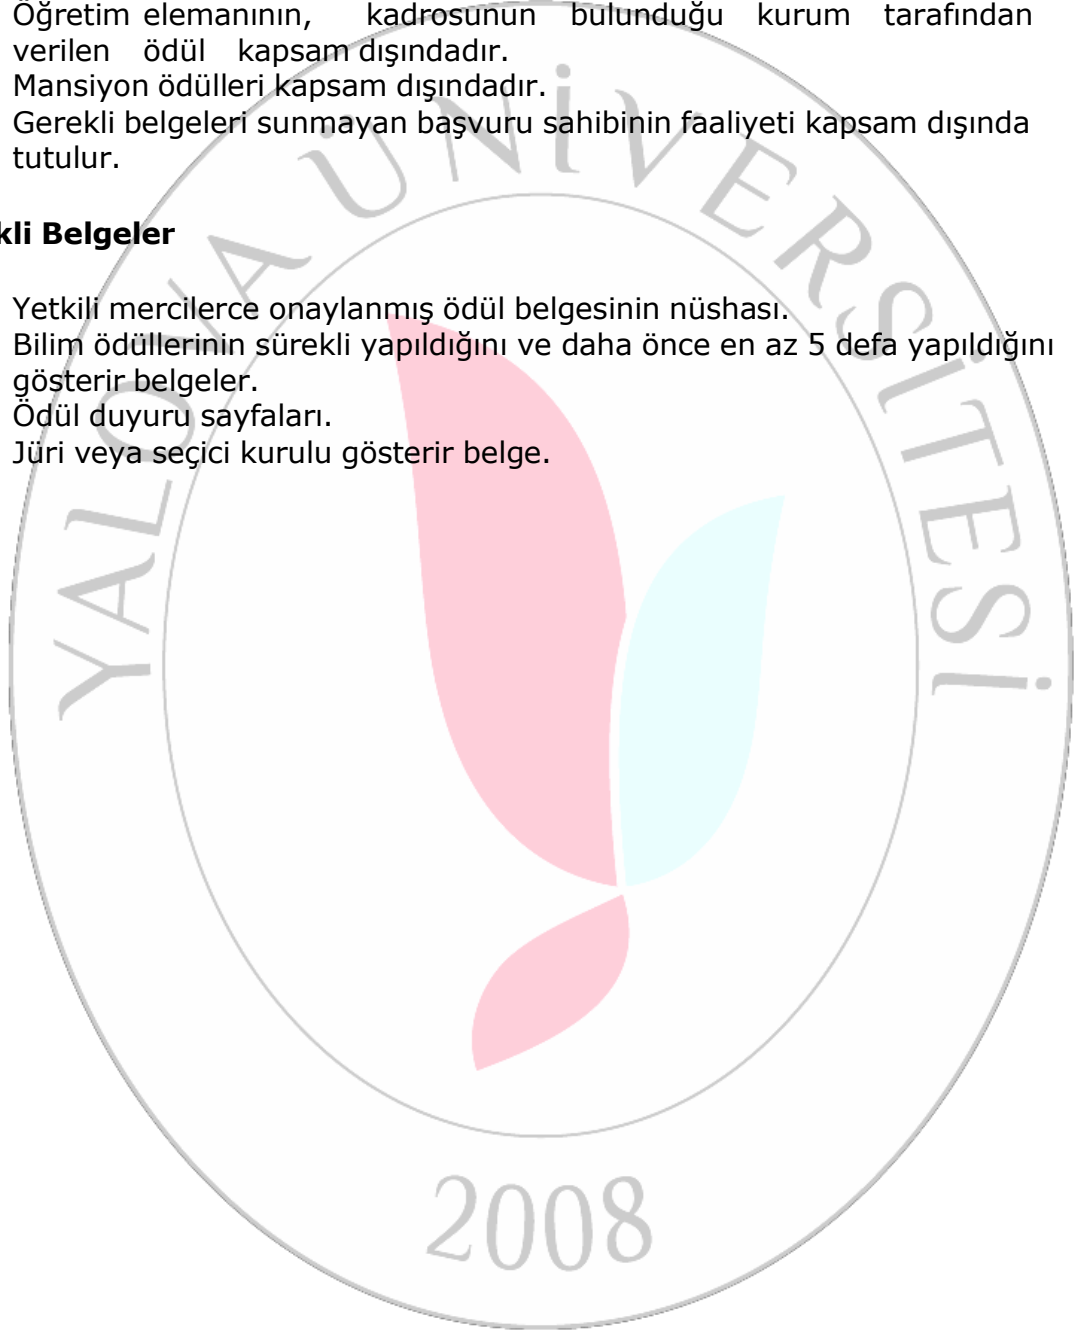 Öğretim elemanının, kadrosunun bulunduğu kurum tarafından
verilen ödül kapsam dışındadır.
Mansiyon ödülleri kapsam dışındadır.
Gerekli belgeleri sunmayan başvuru sahibinin faaliyeti kapsam dışında
tutulur.
kli Belgeler
Yetkili mercilerce onaylanmış ödül belgesinin nüshası.
Bilim ödüllerinin sürekli yapıldığını ve daha önce en az 5 defa yapıldığını
gösterir belgeler.
Ödül duyuru sayfaları.
Jüri veya seçici kurulu gösterir belge.
YALOVA ÜNİVERSİTESİ
2008